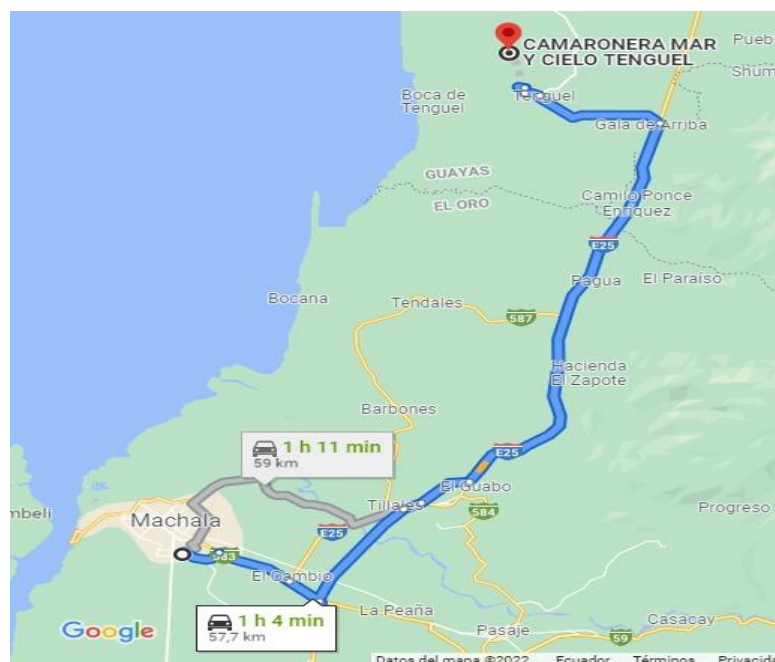 CAMARONERA MAR
Y CIELO TENGUEL
Pueb
Shum
Boca de
Tenguel
Tenguel
Gala de Arriba
GUAYAS
EL ORO
Camilo Ponce
Enriquez
E25
Pagua
El Paraíso
Bocana
Tendales
587
Hacienda
El Zapote
Barbones
1 h 11 min
59 km
E25
El Guabo
Tillales
584
Progreso
mbeli
Machala
E25
583
El Cambio
1 h 4 min
57,7 km
La Peaña
Casacay
Pasaje
59
Google
Datos del mapa ©2022 Ecuador Términos Privacida